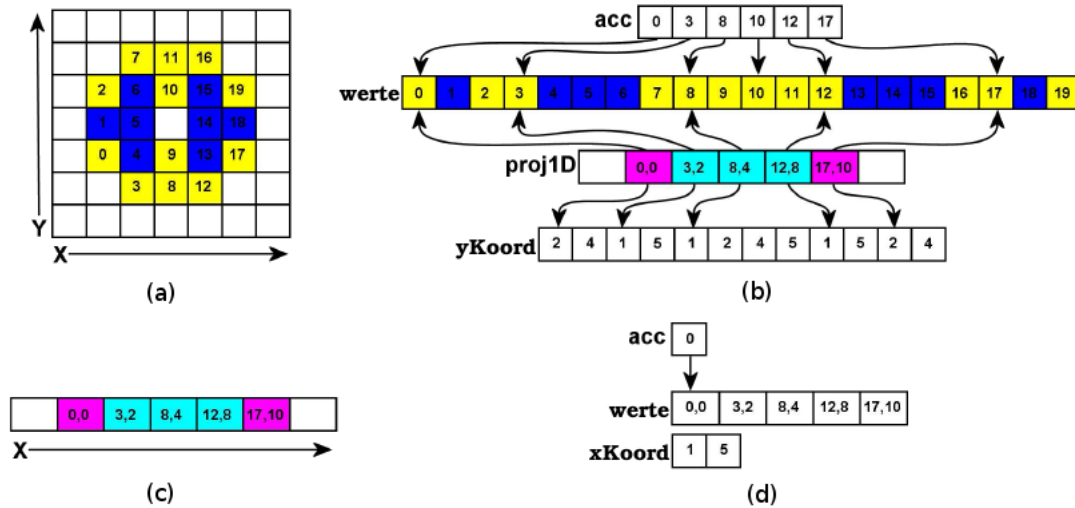 7 11 16
2 6 10 15 19
1 5 14 18
0 4 9 13 17
3 8 12
Y
X
(a)
acc 0 3 8 10 12 17
werte 0 1 2 3 4 5 6 7 8 9 10 11 12 13 14 15 16 17 18 19
proj1D 0,0 3,2 8,4 12,8 17,10
yKoord 2 4 1 5 1 2 4 5 1 5 2 4
(b)
0,0 3,2 8,4 12,8 17,10
X
(c)
acc 0
werte 0,0 3,2 8,4 12,8 17,10
xKoord 1 5
(d)